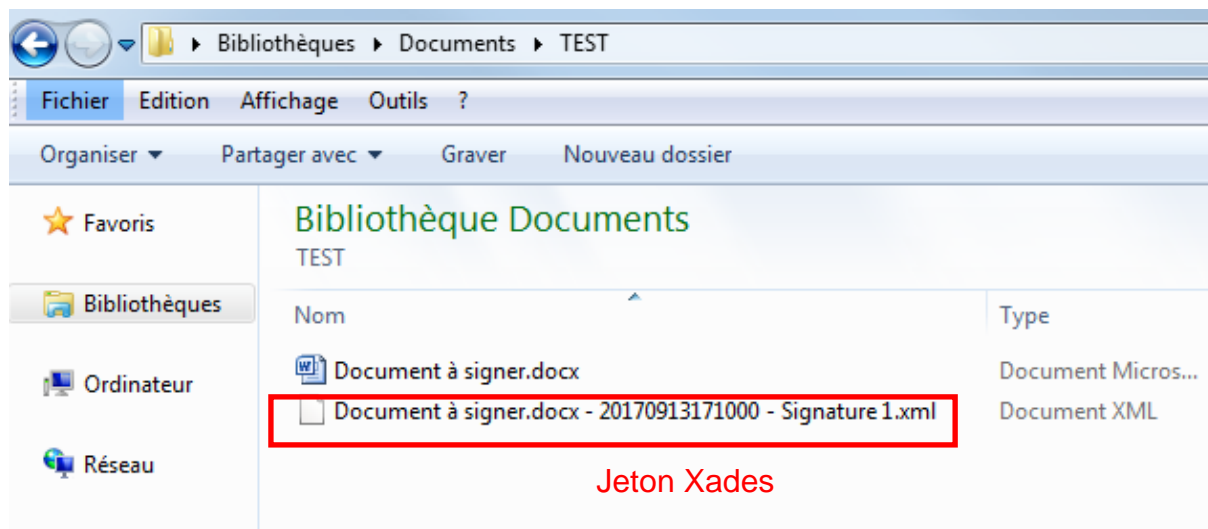 Bibliothèques Documents TEST
Fichier Edition Affichage Outils ?
Organiser Partager avec Graver Nouveau dossier
Favoris
Bibliothèques
Ordinateur
Réseau
Bibliothèque Documents
TEST
Nom Type
Document à signer.docx Document Micros...
Document à signer.docx - 20170913171000 - Signature 1.xml Document XML
Jeton Xades